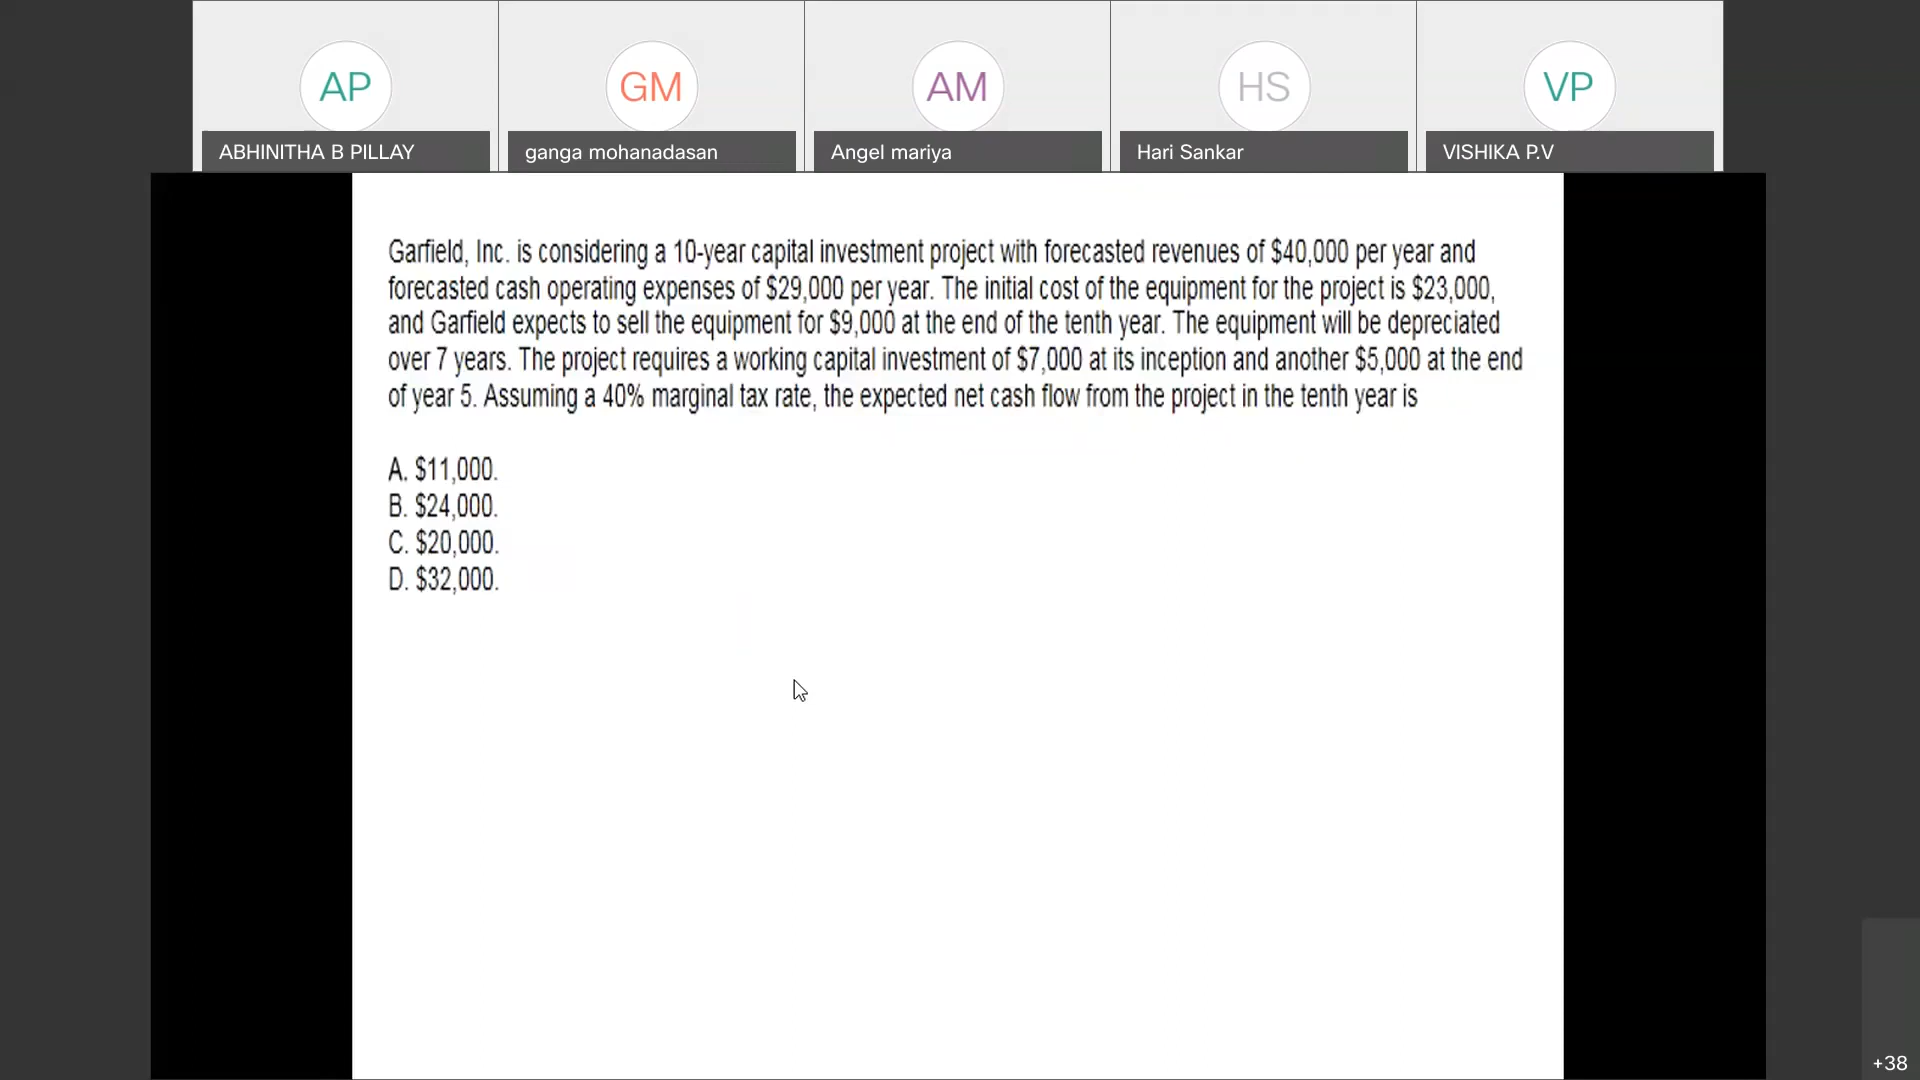 AP
GM
AM
HS
VP
ABHINITHA B PILLAY
ganga mohanadasan
Angel mariya
Hari Sankar
VISHIKA P.V
Garfield, Inc. is considering a 10-year capital investment project with forecasted revenues of $40,000 per year and
forecasted cash operating expenses of $29,000 per year. The initial cost of the equipment for the project is $23,000,
and Garfield expects to sell the equipment for $9,000 at the end of the tenth year. The equipment will be depreciated
over 7 years. The project requires a working capital investment of $7,000 at its inception and another $5,000 at the end
of year 5. Assuming a 40% marginal tax rate, the expected net cash flow from the project in the tenth year is
A. $11,000.
B. $24,000.
C. $20,000.
D. $32,000.
+38